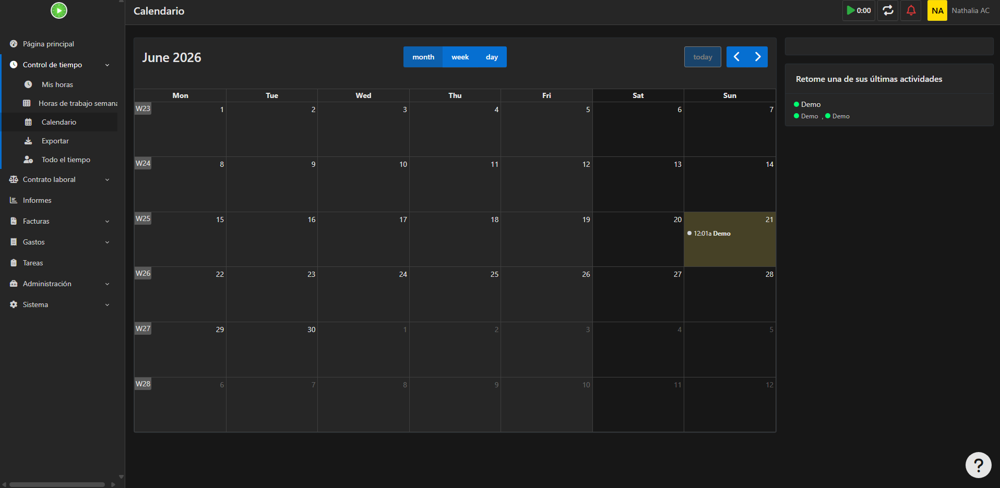 Calendario
0:00
NA
Nathalia AC
Página principal
Control de tiempo
Mis horas
Horas de trabajo semana
Calendario
Exportar
Todo el tiempo
Contrato laboral
Informes
Facturas
Gastos
Tareas
Administración
Sistema
June 2026
month week day
today
Mon Tue Wed Thu Fri Sat Sun
W23 1 2 3 4 5 6 7
W24 8 9 10 11 12 13 14
W25 15 16 17 18 19 20 21
12:01a Demo
W26 22 23 24 25 26 27 28
W27 29 30 1 2 3 4 5
W28 6 7 8 9 10 11 12
Retome una de sus últimas actividades
Demo
Demo , Demo
?